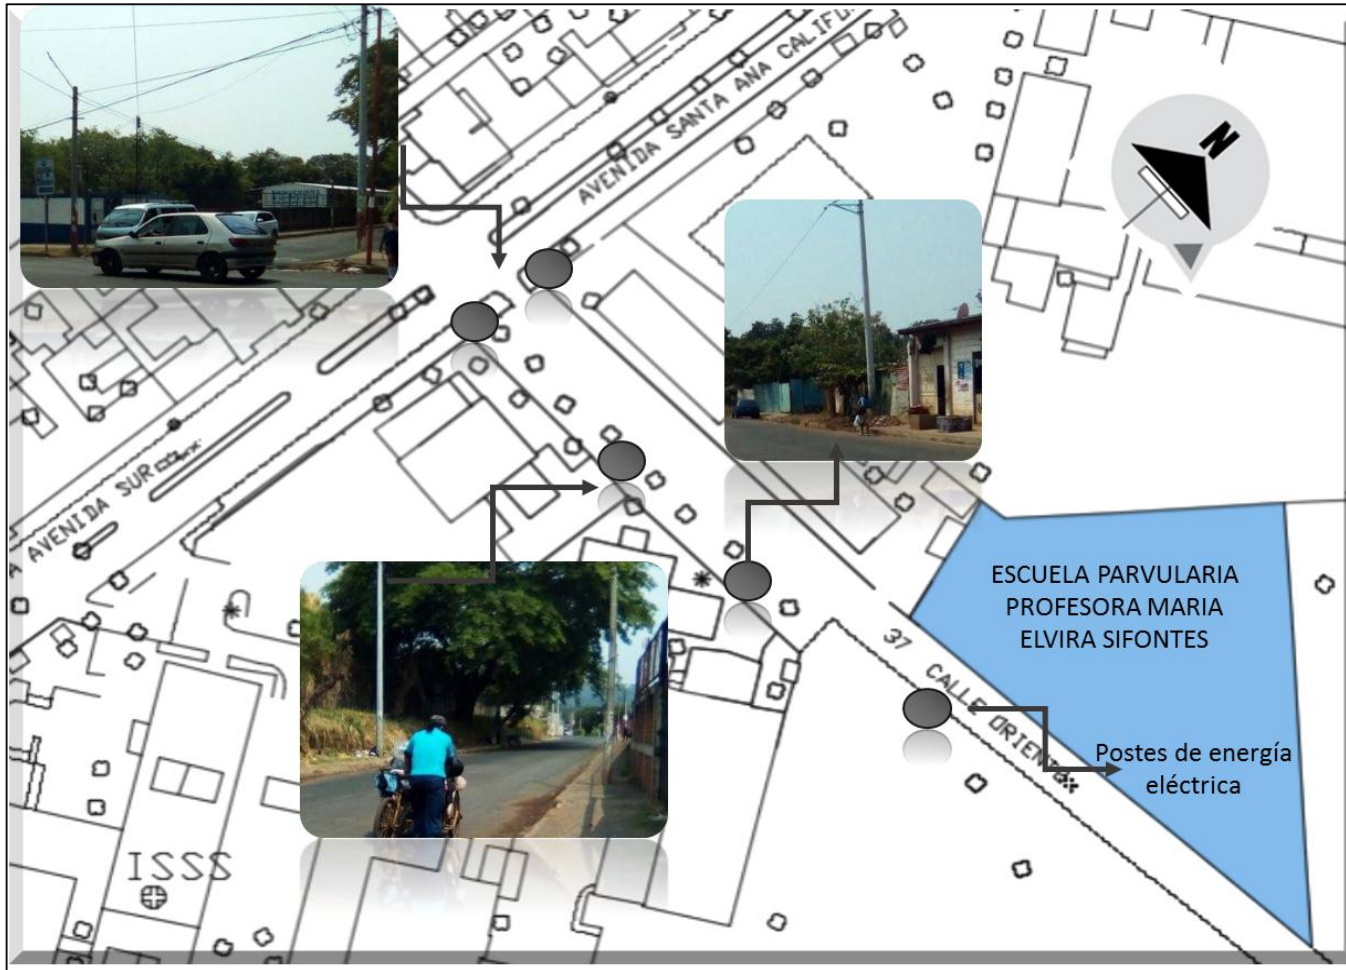 AVENIDA SANTA ANA CALIFO
N
AVENIDA SUR
ESCUELA PARVULARIA
PROFESORA MARIA
ELVIRA SIFONTES
37 CALLE ORIENTE
Postes de energía
eléctrica
ISSS